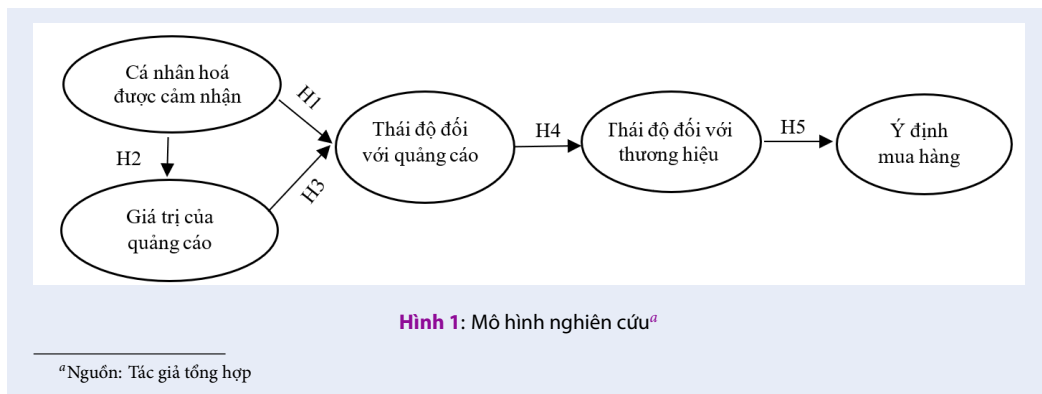 Cá nhân hoá
được cảm nhận
H1
H2
Giá trị của
quảng cáo
H3
Thái độ đối
với quảng cáo
H4
Thái độ đối với
thương hiệu
H5
Ý định
mua hàng
Hình 1: Mô hình nghiên cứuᵃ
ᵃNguồn: Tác giả tổng hợp